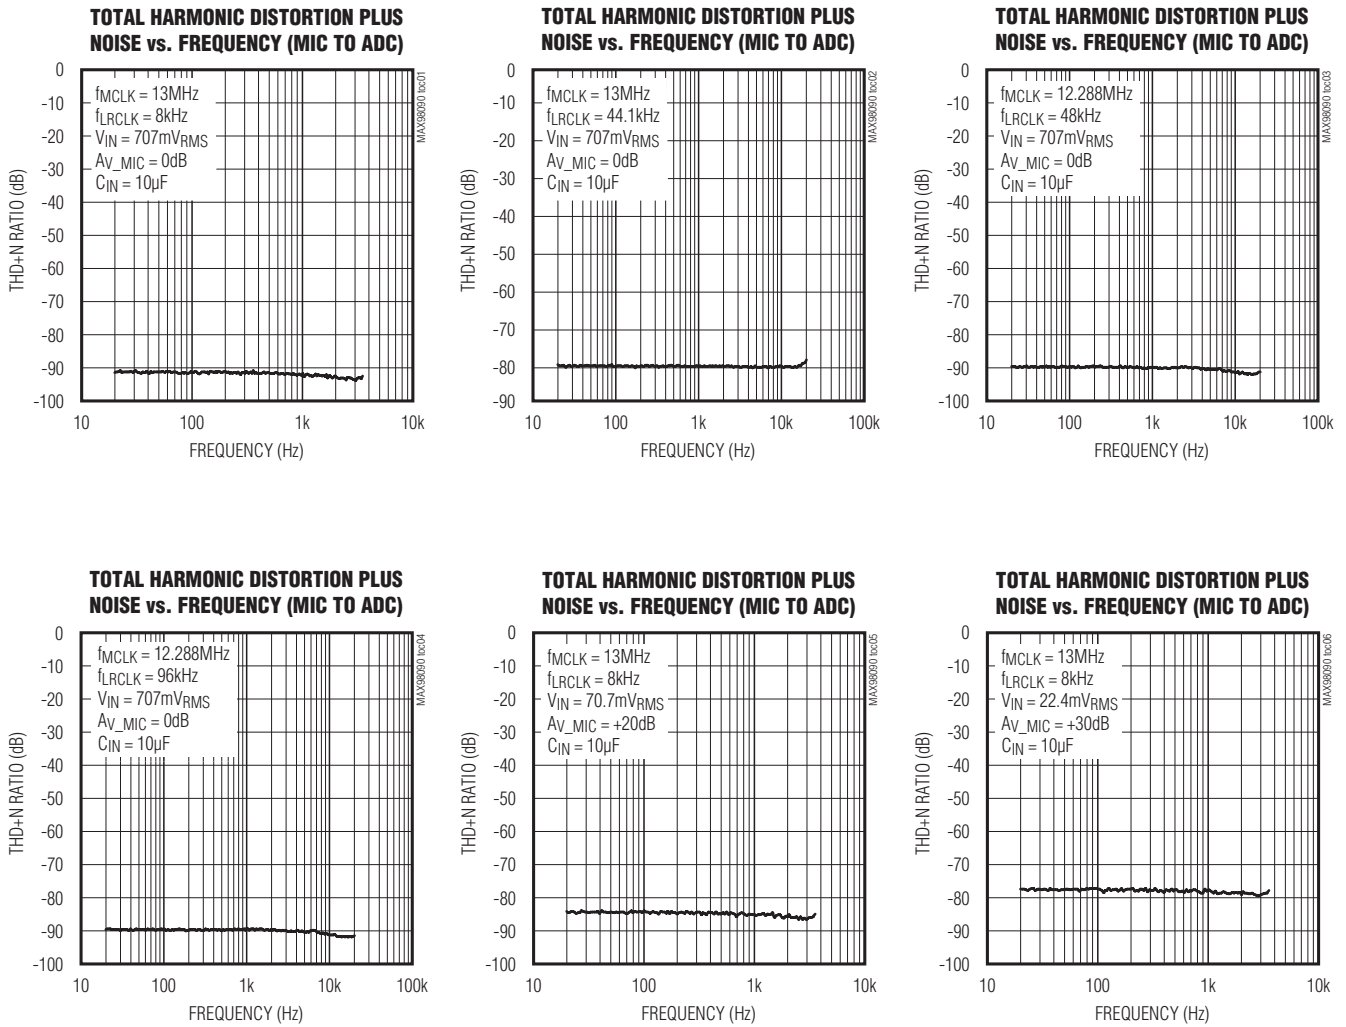 TOTAL HARMONIC DISTORTION PLUS
NOISE vs. FREQUENCY (MIC TO ADC)
MAX98090 toc01
fMCLK = 13MHz
fLRCLK = 8kHz
VIN = 707mVRMS
AV_MIC = 0dB
CIN = 10µF
THD+N RATIO (dB)
0
-10
-20
-30
-40
-50
-60
-70
-80
-90
-100
10 100 1k 10k
FREQUENCY (Hz)
TOTAL HARMONIC DISTORTION PLUS
NOISE vs. FREQUENCY (MIC TO ADC)
MAX98090 toc02
fMCLK = 13MHz
fLRCLK = 44.1kHz
VIN = 707mVRMS
AV_MIC = 0dB
CIN = 10µF
THD+N RATIO (dB)
0
-10
-20
-30
-40
-50
-60
-70
-80
-90
10 100 1k 10k 100k
FREQUENCY (Hz)
TOTAL HARMONIC DISTORTION PLUS
NOISE vs. FREQUENCY (MIC TO ADC)
MAX98090 toc03
fMCLK = 12.288MHz
fLRCLK = 48kHz
VIN = 707mVRMS
AV_MIC = 0dB
CIN = 10µF
THD+N RATIO (dB)
0
-10
-20
-30
-40
-50
-60
-70
-80
-90
-100
10 100 1k 10k 100k
FREQUENCY (Hz)
TOTAL HARMONIC DISTORTION PLUS
NOISE vs. FREQUENCY (MIC TO ADC)
MAX98090 toc04
fMCLK = 12.288MHz
fLRCLK = 96kHz
VIN = 707mVRMS
AV_MIC = 0dB
CIN = 10µF
THD+N RATIO (dB)
0
-10
-20
-30
-40
-50
-60
-70
-80
-90
-100
10 100 1k 10k 100k
FREQUENCY (Hz)
TOTAL HARMONIC DISTORTION PLUS
NOISE vs. FREQUENCY (MIC TO ADC)
MAX98090 toc05
fMCLK = 13MHz
fLRCLK = 8kHz
VIN = 70.7mVRMS
AV_MIC = +20dB
CIN = 10µF
THD+N RATIO (dB)
0
-10
-20
-30
-40
-50
-60
-70
-80
-90
-100
10 100 1k 10k
FREQUENCY (Hz)
TOTAL HARMONIC DISTORTION PLUS
NOISE vs. FREQUENCY (MIC TO ADC)
MAX98090 toc06
fMCLK = 13MHz
fLRCLK = 8kHz
VIN = 22.4mVRMS
AV_MIC = +30dB
CIN = 10µF
THD+N RATIO (dB)
0
-10
-20
-30
-40
-50
-60
-70
-80
-90
-100
10 100 1k 10k
FREQUENCY (Hz)